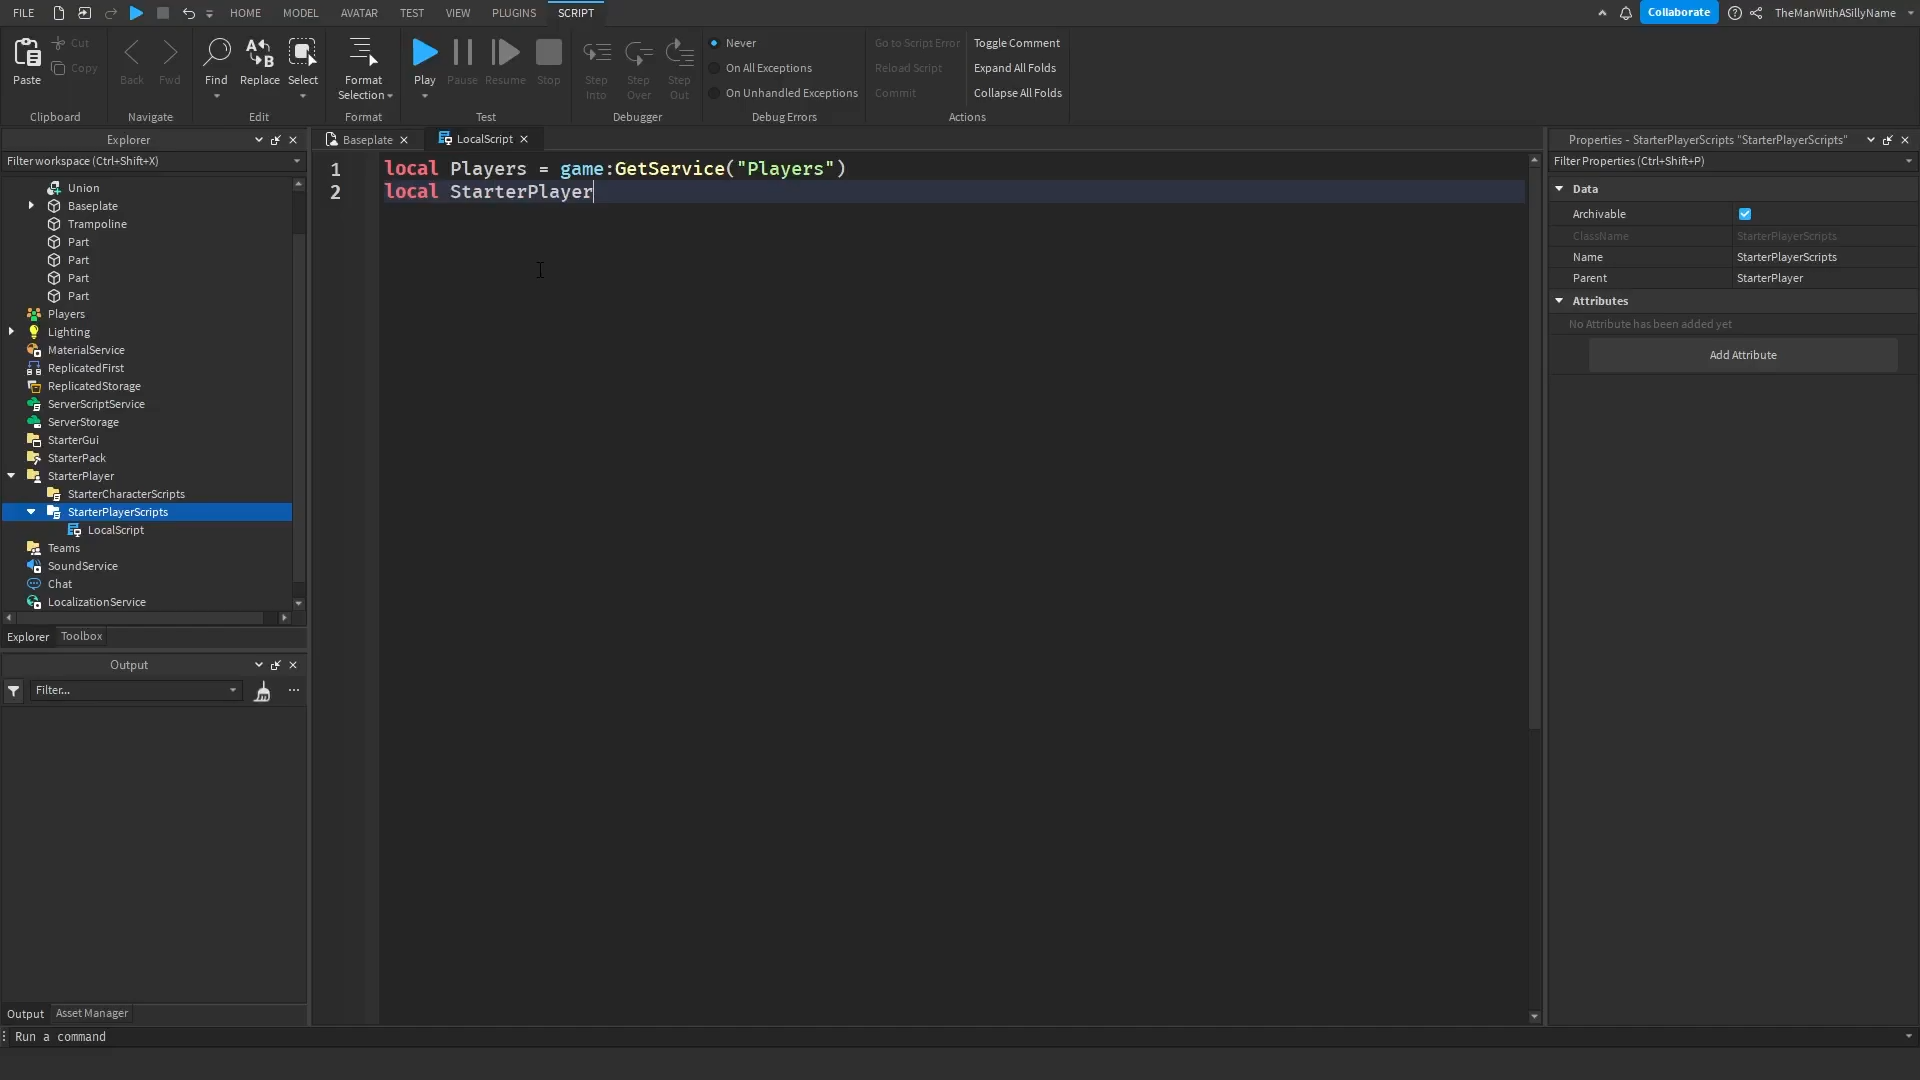 FILE HOME MODEL AVATAR TEST VIEW PLUGINS SCRIPT Collaborate TheManWithASillyName
Paste Cut Copy
Clipboard
Back Fwd
Navigate
Find Replace Select
Edit
Format Selection
Format
Play Pause Resume Stop
Test
Step Into Step Over Step Out
Debugger
Never
On All Exceptions
On Unhandled Exceptions
Debug Errors
Go to Script Error Toggle Comment
Reload Script Expand All Folds
Commit Collapse All Folds
Actions
Explorer
Filter workspace (Ctrl+Shift+X)
Union
Baseplate
Trampoline
Part
Part
Part
Part
Players
Lighting
MaterialService
ReplicatedFirst
ReplicatedStorage
ServerScriptService
ServerStorage
StarterGui
StarterPack
StarterPlayer
StarterCharacterScripts
StarterPlayerScripts
LocalScript
Teams
SoundService
Chat
LocalizationService
Explorer Toolbox
Output
Filter...
Output Asset Manager
Run a command
Baseplate LocalScript
1 local Players = game:GetService("Players")
2 local StarterPlayer
Properties - StarterPlayerScripts "StarterPlayerScripts"
Filter Properties (Ctrl+Shift+P)
Data
Archivable
ClassName StarterPlayerScripts
Name StarterPlayerScripts
Parent StarterPlayer
Attributes
No Attribute has been added yet
Add Attribute